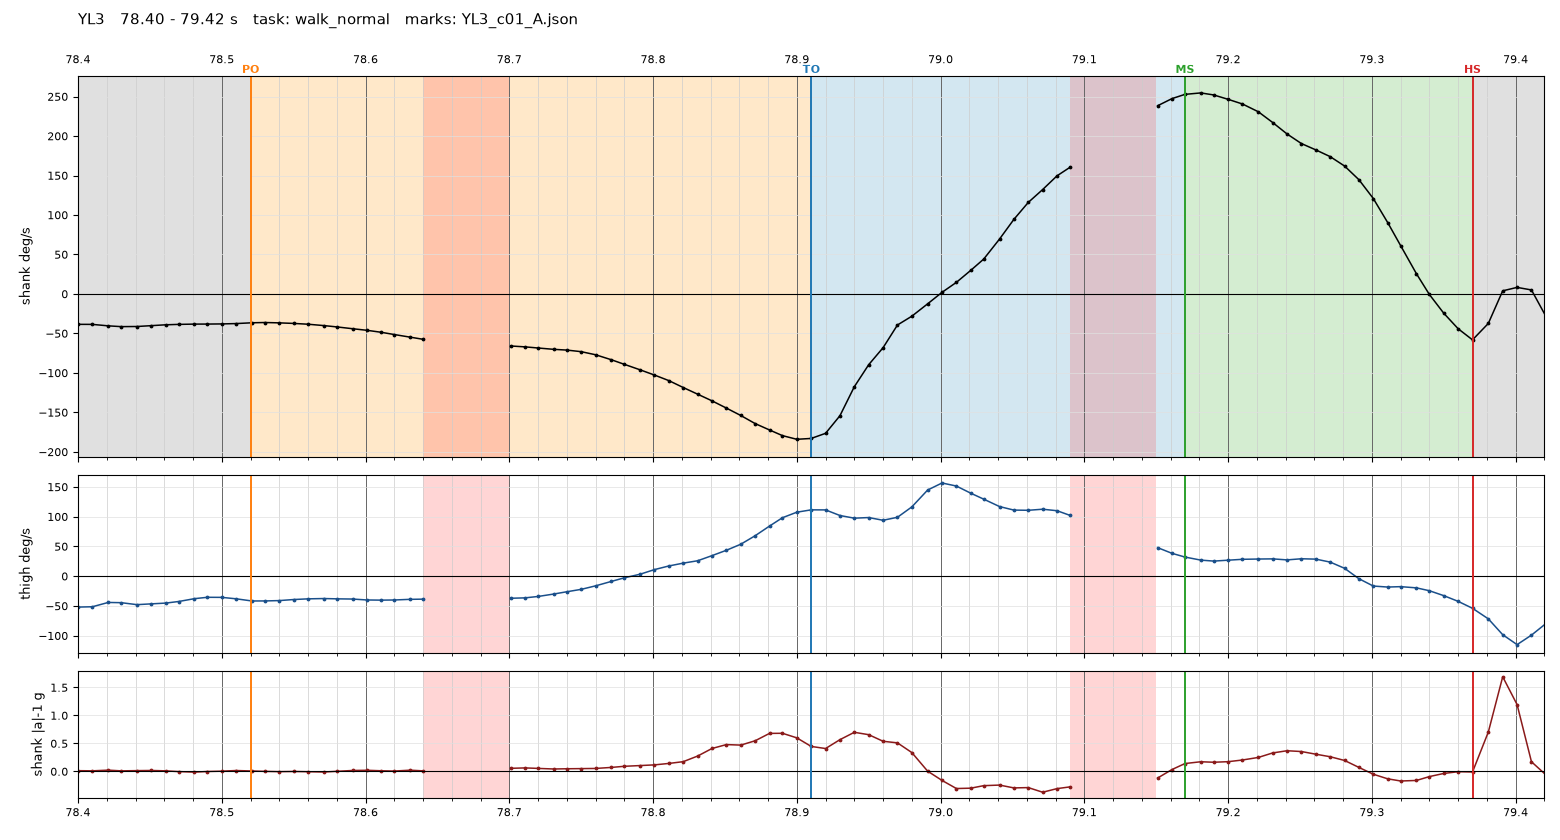 YL3   78.40 - 79.42 s   task: walk_normal   marks: YL3_c01_A.json
78.4 78.5 78.6 78.7 78.8 78.9 79.0 79.1 79.2 79.3 79.4
PO TO MS HS
250
200
150
100
50
0
−50
−100
−150
−200
shank deg/s
150
100
50
0
−50
−100
thigh deg/s
1.5
1.0
0.5
0.0
shank |a|-1 g
78.4 78.5 78.6 78.7 78.8 78.9 79.0 79.1 79.2 79.3 79.4